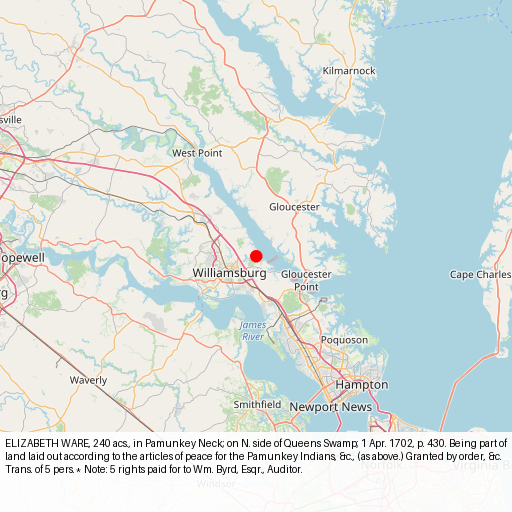 Kilmarnock
sville
West Point
Gloucester
opewell
Williamsburg
Gloucester
Point
Cape Charles
rg
James
River
Poquoson
Waverly
Hampton
Smithfield
Newport News
ELIZABETH WARE, 240 acs., in Pamunkey Neck; on N. side of Queens Swamp; 1 Apr. 1702, p. 430. Being part of
land laid out according to the articles of peace for the Pamunkey Indians, &c., (as above.) Granted by order, &c.
Trans. of 5 pers.* Note: 5 rights paid for to Wm. Byrd, Esqr., Auditor.
Norfolk
Virginia B
Windsor